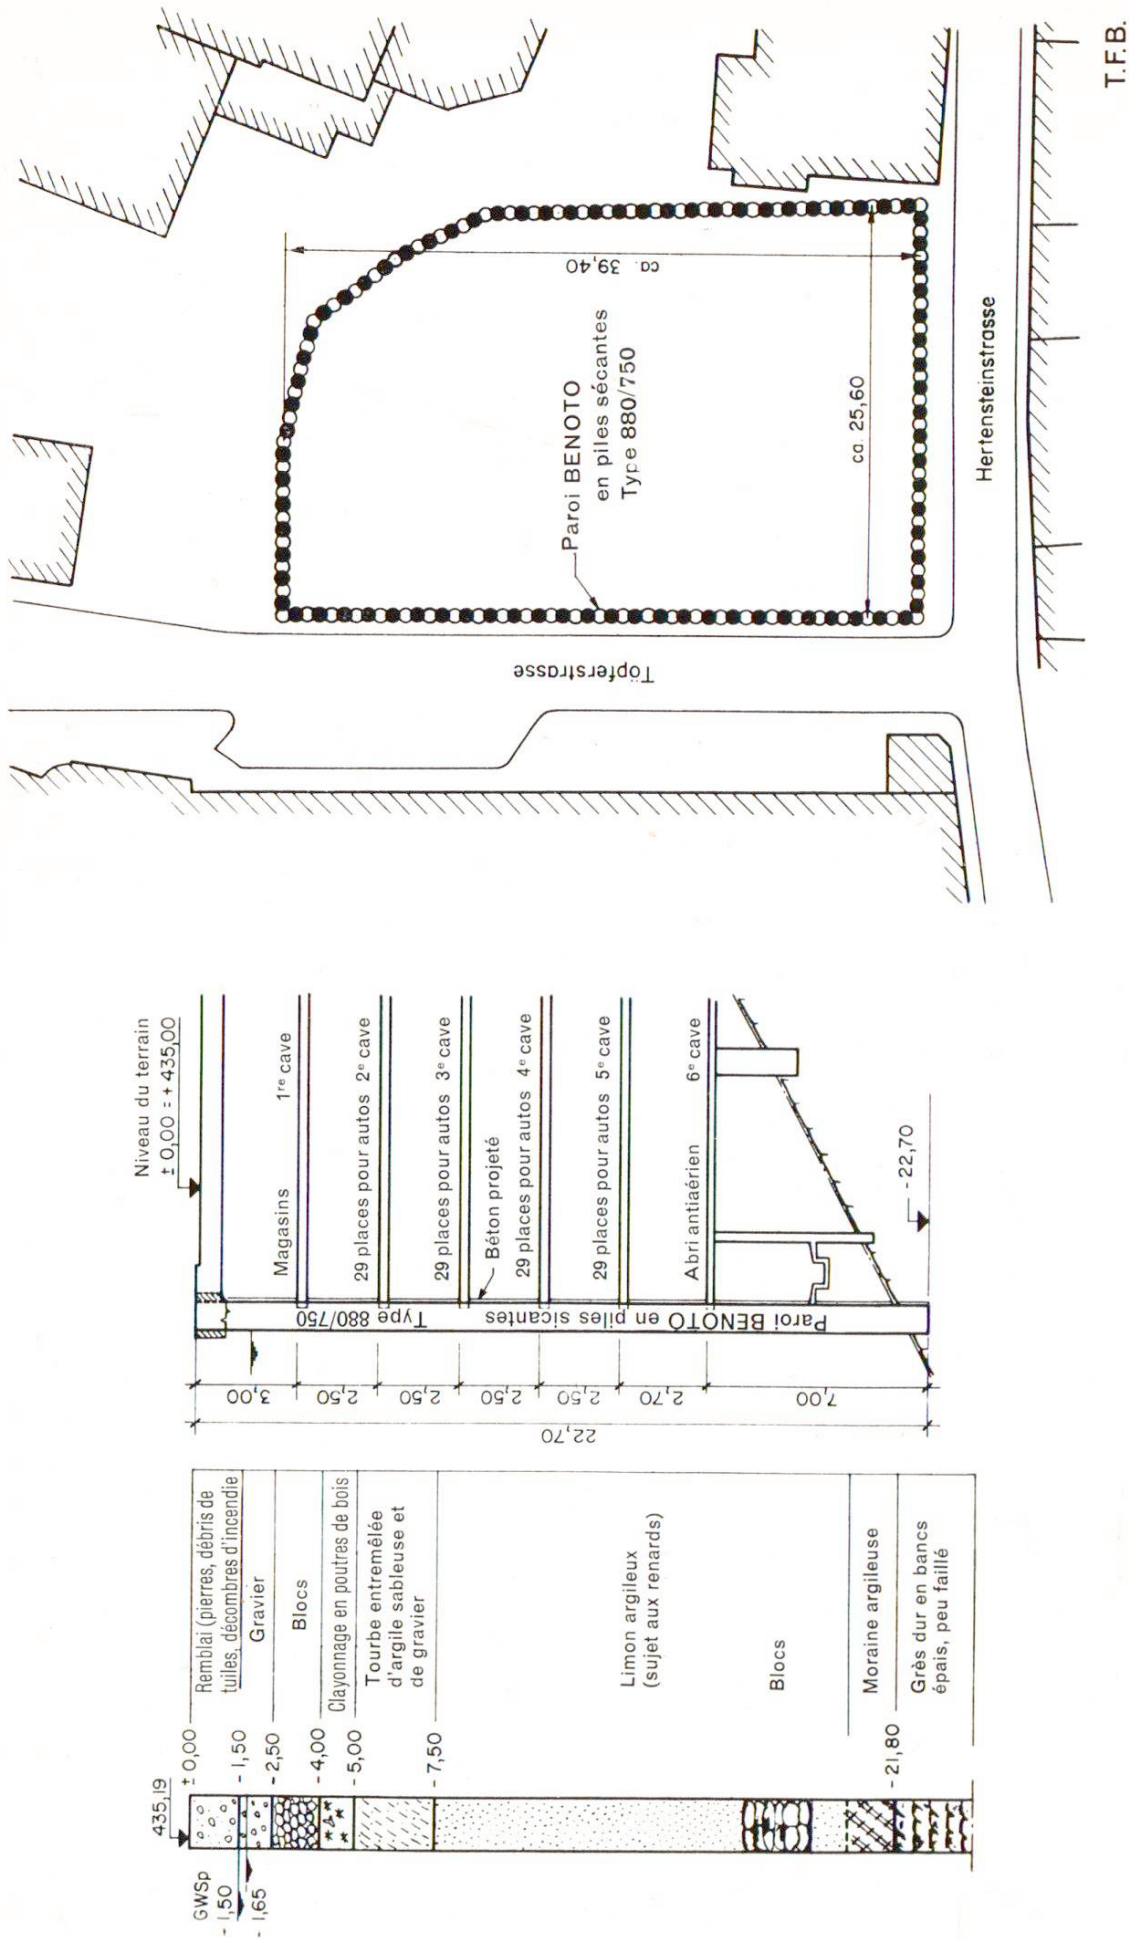 435,19
GWSp
- 1,50
- 1,65
± 0,00
- 1,50
- 2,50
- 4,00
- 5,00
- 7,50
- 21,80
Remblai (pierres, débris de
tuiles, décombres d'incendie
Gravier
Blocs
Clayonnage en poutres de bois
Tourbe entremêlée
d'argile sableuse et
de gravier
Limon argileux
(sujet aux renards)
Blocs
Moraine argileuse
Grès dur en bancs
épais, peu faillé
Niveau du terrain
± 0,00 = + 435,00
22,70
3,00
2,50
2,50
2,50
2,50
2,70
7,00
Paroi BENOTO en piles sicantes Type 880/750
Magasins 1re cave
29 places pour autos 2e cave
29 places pour autos 3e cave
Béton projeté
29 places pour autos 4e cave
29 places pour autos 5e cave
Abri antiaérien 6e cave
- 22,70
Töpferstrasse
Paroi BENOTO
en piles sécantes
Type 880/750
ca. 39,40
ca. 25,60
Hertensteinstrasse
T.F.B.